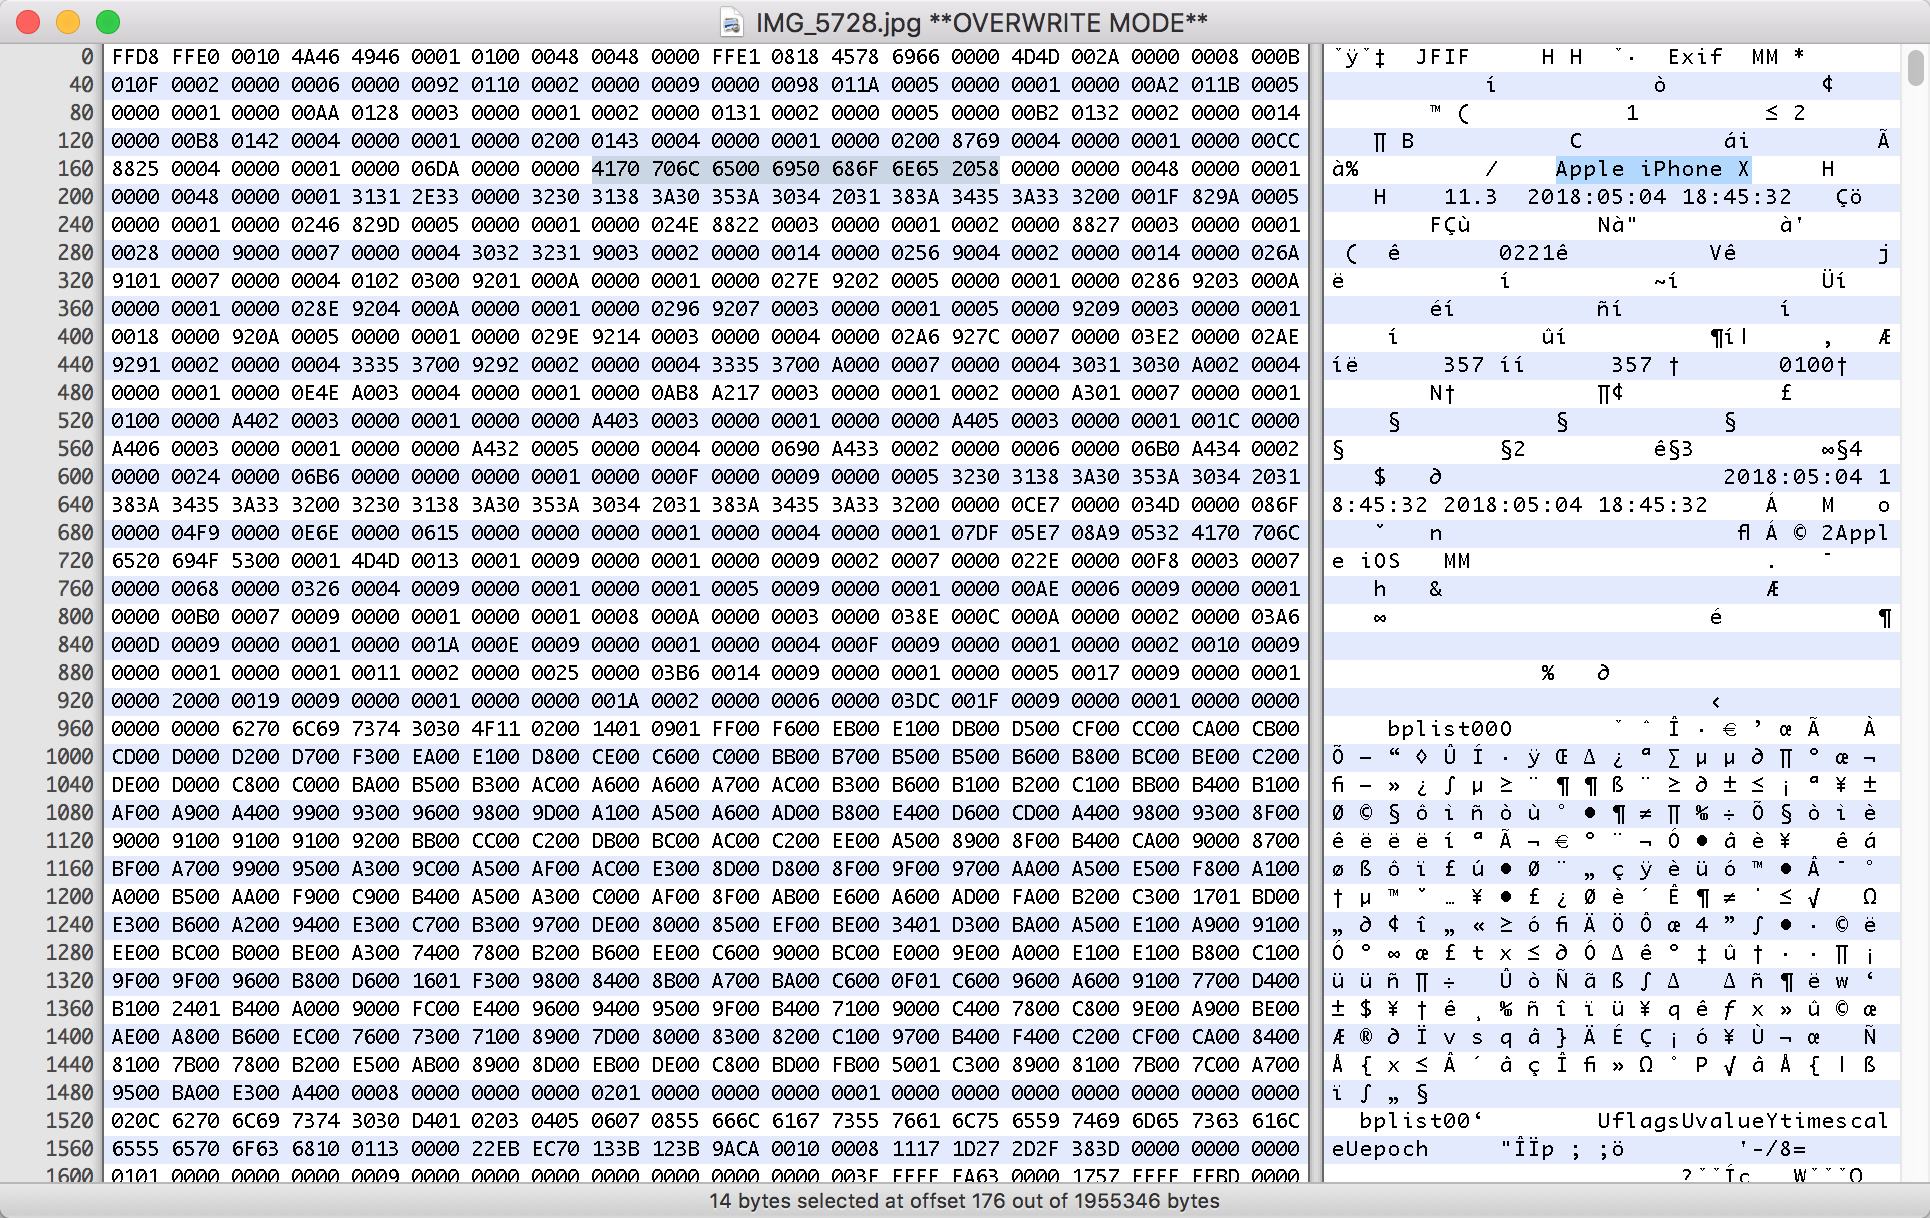 IMG_5728.jpg **OVERWRITE MODE**
0 FFD8 FFE0 0010 4A46 4946 0001 0100 0048 0048 0000 FFE1 0818 4578 6966 0000 4D4D 002A 0000 0008 000B ˇÿˇ‡ JFIF H H ˇ· Exif MM *
40 010F 0002 0000 0006 0000 0092 0110 0002 0000 0009 0000 0098 011A 0005 0000 0001 0000 00A2 011B 0005 í ò ¢
80 0000 0001 0000 00AA 0128 0003 0000 0001 0002 0000 0131 0002 0000 0005 0000 00B2 0132 0002 0000 0014 ™ ( 1 ≤ 2
120 0000 00B8 0142 0004 0000 0001 0000 0200 0143 0004 0000 0001 0000 0200 8769 0004 0000 0001 0000 00CC ∏ B C ái Ã
160 8825 0004 0000 0001 0000 06DA 0000 0000 4170 706C 6500 6950 686F 6E65 2058 0000 0000 0048 0000 0001 à% / Apple iPhone X H
200 0000 0048 0000 0001 3131 2E33 0000 3230 3138 3A30 353A 3034 2031 383A 3435 3A33 3200 001F 829A 0005 H 11.3 2018:05:04 18:45:32 Çö
240 0000 0001 0000 0246 829D 0005 0000 0001 0000 024E 8822 0003 0000 0001 0002 0000 8827 0003 0000 0001 FÇù Nà" à'
280 0028 0000 9000 0007 0000 0004 3032 3231 9003 0002 0000 0014 0000 0256 9004 0002 0000 0014 0000 026A ( ê 0221ê Vê j
320 9101 0007 0000 0004 0102 0300 9201 000A 0000 0001 0000 027E 9202 0005 0000 0001 0000 0286 9203 000A ë í ~í Üí
360 0000 0001 0000 028E 9204 000A 0000 0001 0000 0296 9207 0003 0000 0001 0005 0000 9209 0003 0000 0001 éí ñí í
400 0018 0000 920A 0005 0000 0001 0000 029E 9214 0003 0000 0004 0000 02A6 927C 0007 0000 03E2 0000 02AE í ûí ¶í| ‚ Æ
440 9291 0002 0000 0004 3335 3700 9292 0002 0000 0004 3335 3700 A000 0007 0000 0004 3031 3030 A002 0004 íë 357 íí 357 † 0100†
480 0000 0001 0000 0E4E A003 0004 0000 0001 0000 0AB8 A217 0003 0000 0001 0002 0000 A301 0007 0000 0001 N† ∏¢ £
520 0100 0000 A402 0003 0000 0001 0000 0000 A403 0003 0000 0001 0000 0000 A405 0003 0000 0001 001C 0000 § § §
560 A406 0003 0000 0001 0000 0000 A432 0005 0000 0004 0000 0690 A433 0002 0000 0006 0000 06B0 A434 0002 § §2 ê§3 ∞§4
600 0000 0024 0000 06B6 0000 0000 0000 0001 0000 000F 0000 0009 0000 0005 3230 3138 3A30 353A 3034 2031 $ ∂ 2018:05:04 1
640 383A 3435 3A33 3200 3230 3138 3A30 353A 3034 2031 383A 3435 3A33 3200 0000 0CE7 0000 034D 0000 086F 8:45:32 2018:05:04 18:45:32 Á M o
680 0000 04F9 0000 0E6E 0000 0615 0000 0000 0000 0001 0000 0004 0000 0001 07DF 05E7 08A9 0532 4170 706C ˘ n ﬂ Á © 2Appl
720 6520 694F 5300 0001 4D4D 0013 0001 0009 0000 0001 0000 0009 0002 0007 0000 022E 0000 00F8 0003 0007 e iOS MM . ¯
760 0000 0068 0000 0326 0004 0009 0000 0001 0000 0001 0005 0009 0000 0001 0000 00AE 0006 0009 0000 0001 h & Æ
800 0000 00B0 0007 0009 0000 0001 0000 0001 0008 000A 0000 0003 0000 038E 000C 000A 0000 0002 0000 03A6 ∞ é ¶
840 000D 0009 0000 0001 0000 001A 000E 0009 0000 0001 0000 0004 000F 0009 0000 0001 0000 0002 0010 0009
880 0000 0001 0000 0001 0011 0002 0000 0025 0000 03B6 0014 0009 0000 0001 0000 0005 0017 0009 0000 0001 % ∂
920 0000 2000 0019 0009 0000 0001 0000 0000 001A 0002 0000 0006 0000 03DC 001F 0009 0000 0001 0000 0000 ‹
960 0000 0000 6270 6C69 7374 3030 4F11 0200 1401 0901 FF00 F600 EB00 E100 DB00 D500 CF00 CC00 CA00 CB00 bplist00O ˇ ˆ Î · € ’ œ Ã À
1000 CD00 D000 D200 D700 F300 EA00 E100 D800 CE00 C600 C000 BB00 B700 B500 B500 B600 B800 BC00 BE00 C200 Õ – “ ◊ Û Í · ÿ Œ ∆ ¿ ª ∑ µ µ ∂ ∏ º æ ¬
1040 DE00 D000 C800 C000 BA00 B500 B300 AC00 A600 A600 A700 AC00 B300 B600 B100 B200 C100 BB00 B400 B100 ﬁ – » ¿ ∫ µ ≥ ¨ ¶ ¶ ß ¨ ≥ ∂ ± ≤ ¡ ª ¥ ±
1080 AF00 A900 A400 9900 9300 9600 9800 9D00 A100 A500 A600 AD00 B800 E400 D600 CD00 A400 9800 9300 8F00 Ø © § ô ì ñ ò ù ° • ¶ ≠ ∏ ‰ ÷ Õ § ò ì è
1120 9000 9100 9100 9100 9200 BB00 CC00 C200 DB00 BC00 AC00 C200 EE00 A500 8900 8F00 B400 CA00 9000 8700 ê ë ë ë í ª Ã ¬ € º ¨ ¬ Ó • â è ¥ ê á
1160 BF00 A700 9900 9500 A300 9C00 A500 AF00 AC00 E300 8D00 D800 8F00 9F00 9700 AA00 A500 E500 F800 A100 ø ß ô ï £ ú • Ø ¨ „ ç ÿ è ü ó ™ • Â ¯ °
1200 A000 B500 AA00 F900 C900 B400 A500 A300 C000 AF00 8F00 AB00 E600 A600 AD00 FA00 B200 C300 1701 BD00 † µ ™ ˘ … ¥ • £ ¿ Ø è ´ Ê ¶ ≠ ˙ ≤ √ Ω
1240 E300 B600 A200 9400 E300 C700 B300 9700 DE00 8000 8500 EF00 BE00 3401 D300 BA00 A500 E100 A900 9100 „ ∂ ¢ î „ « ≥ ó ﬁ Ä Ö Ô æ 4 ” ∫ • · © ë
1280 EE00 BC00 B000 BE00 A300 7400 7800 B200 B600 EE00 C600 9000 BC00 E000 9E00 A000 E100 E100 B800 C100 Ó º ∞ æ £ t x ≤ ∂ Ó ∆ ê º ‡ û † · · ∏ ¡
1320 9F00 9F00 9600 B800 D600 1601 F300 9800 8400 8B00 A700 BA00 C600 0F01 C600 9600 A600 9100 7700 D400 ü ü ñ ∏ ÷ Û ò Ñ ã ß ∫ ∆ ∆ ñ ¶ ë w ‘
1360 B100 2401 B400 A000 9000 FC00 E400 9600 9400 9500 9F00 B400 7100 9000 C400 7800 C800 9E00 A900 BE00 ± $ ¥ † ê ¸ ‰ ñ î ï ü ¥ q ê ƒ x » û © æ
1400 AE00 A800 B600 EC00 7600 7300 7100 8900 7D00 8000 8300 8200 C100 9700 B400 F400 C200 CF00 CA00 8400 Æ ® ∂ Ï v s q â } Ä É Ç ¡ ó ¥ Ù ¬ œ Ñ
1440 8100 7B00 7800 B200 E500 AB00 8900 8D00 EB00 DE00 C800 BD00 FB00 5001 C300 8900 8100 7B00 7C00 A700 Å { x ≤ Â ´ â ç Î ﬁ » Ω ˚ P √ â Å { | ß
1480 9500 BA00 E300 A400 0008 0000 0000 0000 0201 0000 0000 0000 0001 0000 0000 0000 0000 0000 0000 0000 ï ∫ „ §
1520 020C 6270 6C69 7374 3030 D401 0203 0405 0607 0855 666C 6167 7355 7661 6C75 6559 7469 6D65 7363 616C bplist00‘ UflagsUvalueYtimescal
1560 6555 6570 6F63 6810 0113 0000 22EB EC70 133B 123B 9ACA 0010 0008 1117 1D27 2D2F 383D 0000 0000 0000 eUepoch "ÎÏp ; ;ö '-/8=
1600 0101 0000 0000 0000 0009 0000 0000 0000 0000 0000 0000 0000 003F FFFF FA63 0000 1757 FFFF FFBD 0000 ?ˇˇÍc Wˇˇˇ
14 bytes selected at offset 176 out of 1955346 bytes